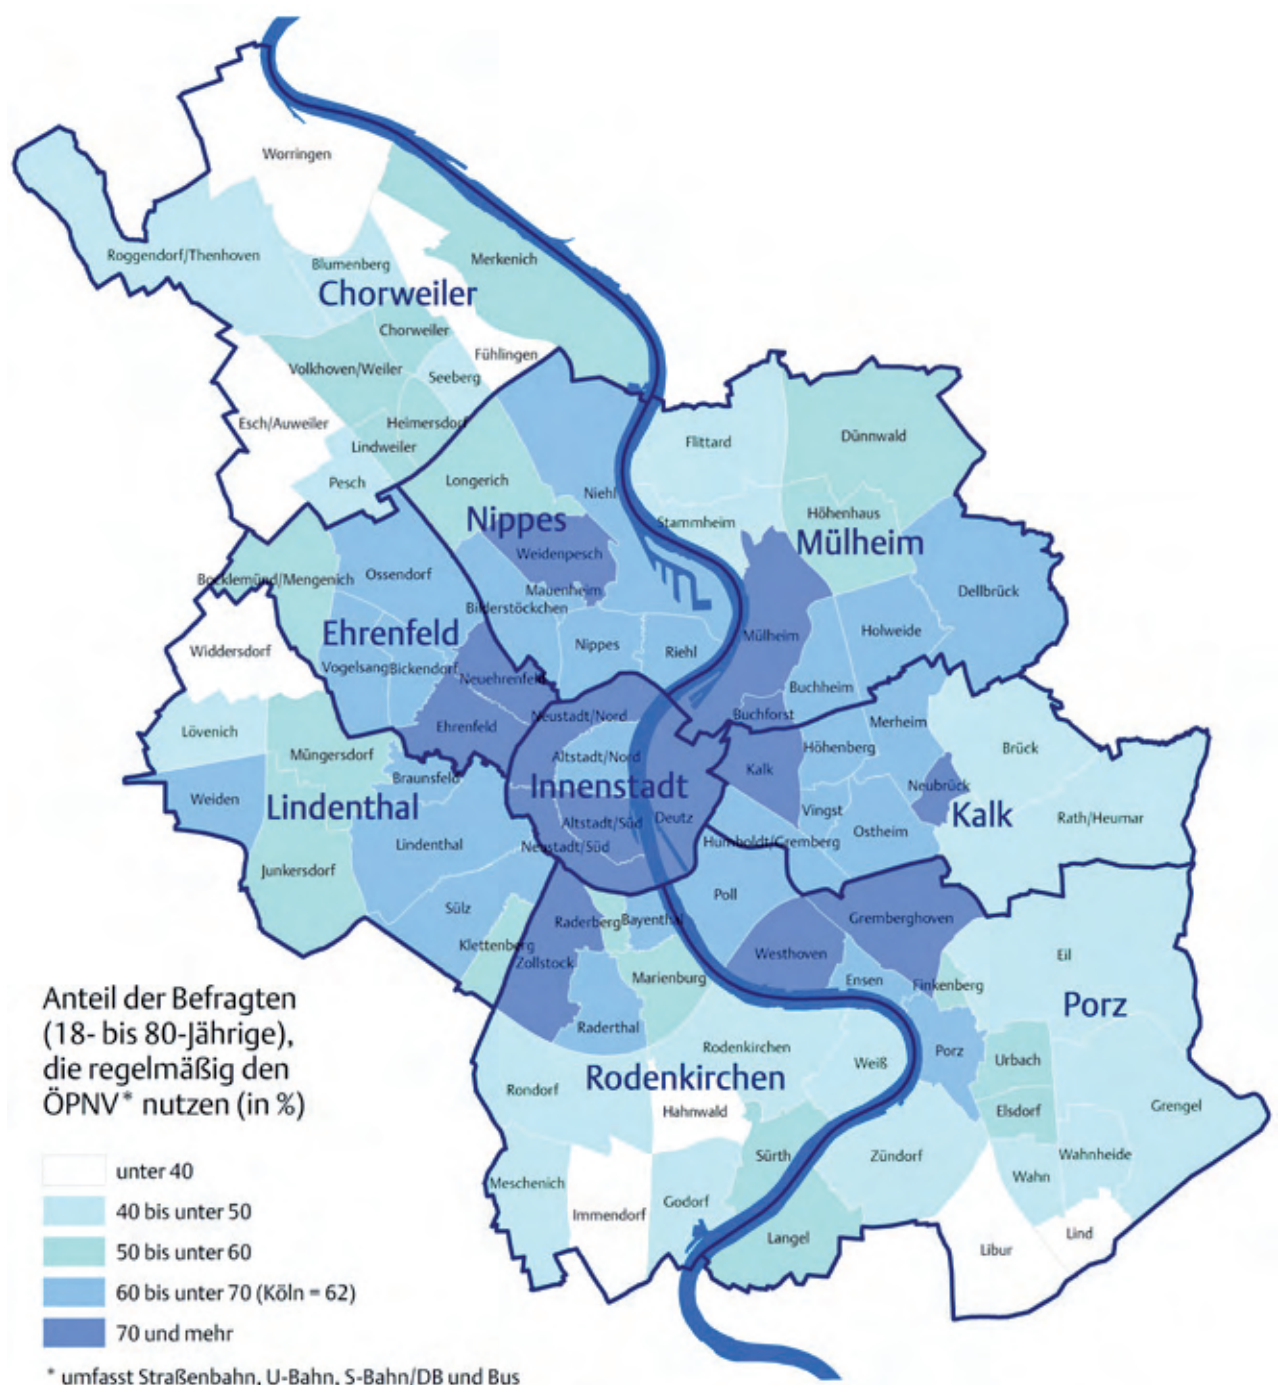 Worringen
Roggendorf/Thenhoven
Blumenberg
Merkenich
Chorweiler
Chorweiler
Fühlingen
Volkhoven/Weiler
Seeberg
Esch/Auweiler
Heimersdorf
Lindweiler
Pesch
Longerich
Niehl
Nippes
Weidenpesch
Mauenheim
Bilderstöckchen
Nippes
Riehl
Flittard
Dünnwald
Höhenhaus
Stammheim
Mülheim
Dellbrück
Mülheim
Holweide
Buchheim
Buchforst
Bocklemünd/Mengenich
Ossendorf
Ehrenfeld
Vogelsang
Bickendorf
Neuehrenfeld
Ehrenfeld
Widdersdorf
Lövenich
Müngersdorf
Braunsfeld
Weiden
Lindenthal
Lindenthal
Junkersdorf
Sülz
Klettenberg
Neustadt/Nord
Altstadt/Nord
Innenstadt
Altstadt/Süd
Deutz
Neustadt/Süd
Merheim
Höhenberg
Brück
Kalk
Neubrück
Kalk
Rath/Heumar
Vingst
Ostheim
Humboldt/Gremberg
Poll
Gremberghoven
Westhoven
Ensen
Finkenberg
Eil
Porz
Porz
Urbach
Elsdorf
Grengel
Wahnheide
Wahn
Zündorf
Lind
Libur
Langel
Raderberg
Bayenthal
Zollstock
Marienburg
Raderthal
Rodenkirchen
Weiß
Rodenkirchen
Rondorf
Hahnwald
Sürth
Meschenich
Immendorf
Godorf
Anteil der Befragten
(18- bis 80-Jährige),
die regelmäßig den
ÖPNV* nutzen (in %)
unter 40
40 bis unter 50
50 bis unter 60
60 bis unter 70 (Köln = 62)
70 und mehr
* umfasst Straßenbahn, U-Bahn, S-Bahn/DB und Bus